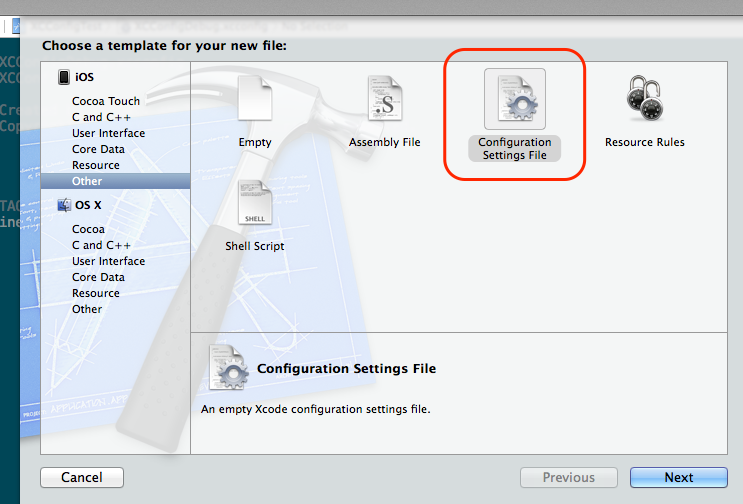 Choose a template for your new file:
iOS
Cocoa Touch
C and C++
User Interface
Core Data
Resource
Other
OS X
Cocoa
C and C++
User Interface
Core Data
Resource
Other
Empty
.S
Assembly File
Configuration
Settings File
Resource Rules
SHELL
Shell Script
Configuration Settings File
An empty Xcode configuration settings file.
Cancel
Previous
Next